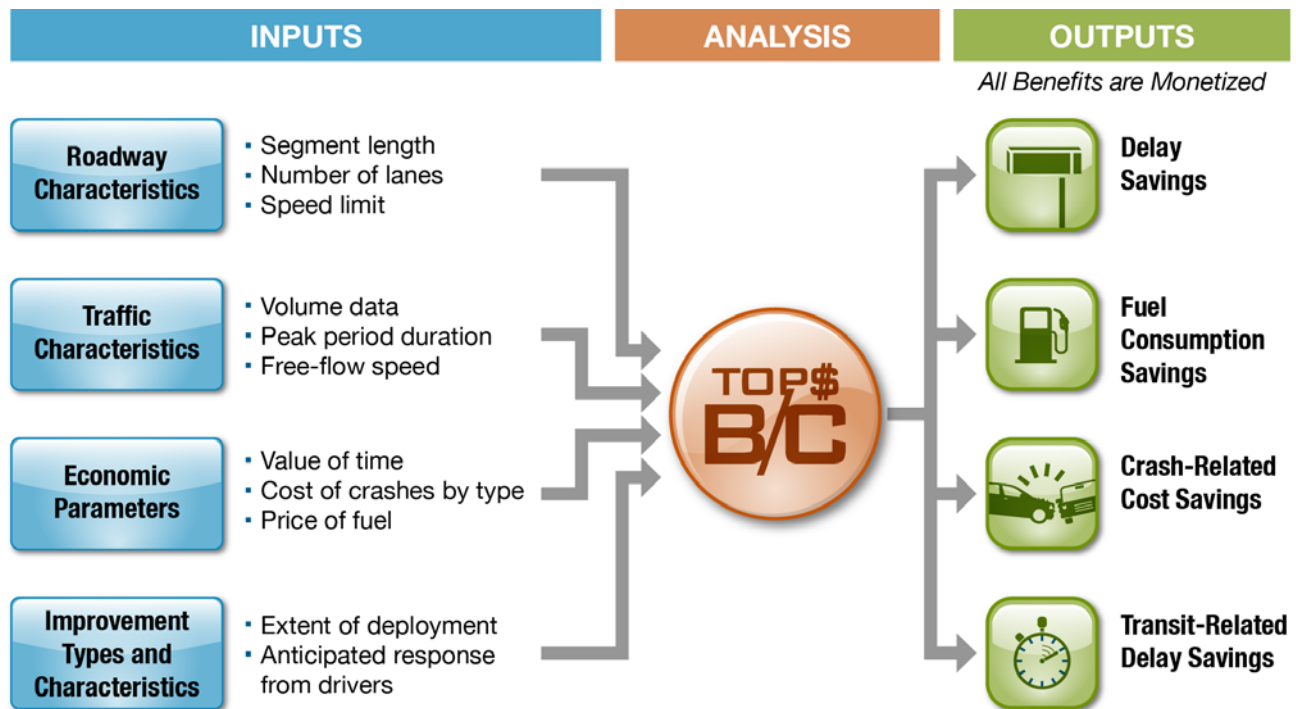 INPUTS
ANALYSIS
OUTPUTS
All Benefits are Monetized
Roadway
Characteristics
▪ Segment length
▪ Number of lanes
▪ Speed limit
Traffic
Characteristics
▪ Volume data
▪ Peak period duration
▪ Free-flow speed
Economic
Parameters
▪ Value of time
▪ Cost of crashes by type
▪ Price of fuel
Improvement
Types and
Characteristics
▪ Extent of deployment
▪ Anticipated response
from drivers
TOP$
B/C
Delay
Savings
Fuel
Consumption
Savings
Crash-Related
Cost Savings
Transit-Related
Delay Savings